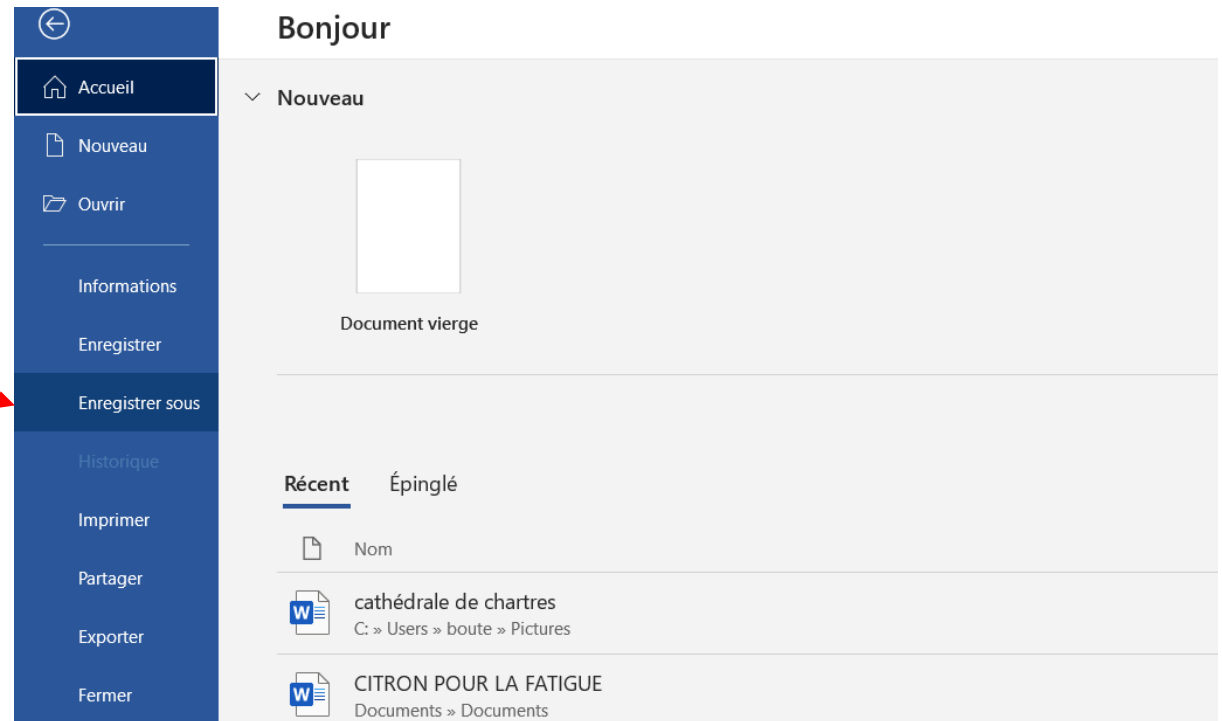 Bonjour
Accueil
Nouveau
Ouvrir
Informations
Enregistrer
Enregistrer sous
Historique
Imprimer
Partager
Exporter
Fermer
Nouveau
Document vierge
Récent Épinglé
Nom
cathédrale de chartres
C: » Users » boute » Pictures
CITRON POUR LA FATIGUE
Documents » Documents